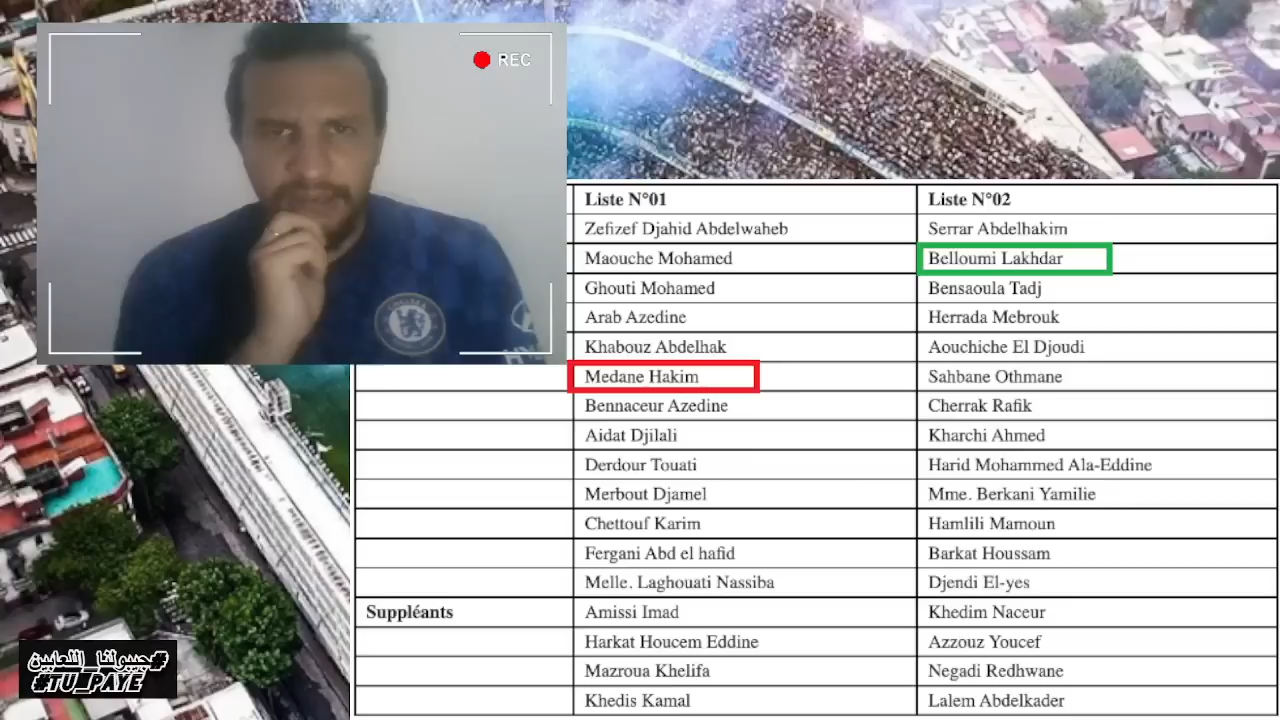 REC
Liste N°01 Liste N°02
Zefizef Djahid Abdelwaheb Serrar Abdelhakim
Maouche Mohamed Belloumi Lakhdar
Ghouti Mohamed Bensaoula Tadj
Arab Azedine Herrada Mebrouk
Khabouz Abdelhak Aouchiche El Djoudi
Medane Hakim Sahbane Othmane
Bennaceur Azedine Cherrak Rafik
Aidat Djilali Kharchi Ahmed
Derdour Touati Harid Mohammed Ala-Eddine
Merbout Djamel Mme. Berkani Yamilie
Chettouf Karim Hamlili Mamoun
Fergani Abd el hafid Barkat Houssam
Melle. Laghouati Nassiba Djendi El-yes
Suppléants Amissi Imad Khedim Naceur
Harkat Houcem Eddine Azzouz Youcef
Mazroua Khelifa Negadi Redhwane
Khedis Kamal Lalem Abdelkader
#جيبولنا_اللعابين
#TU_PAYE